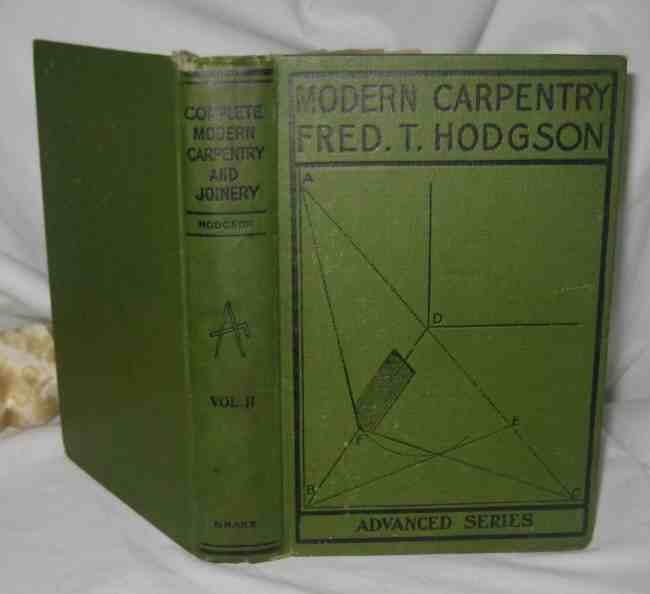 COMPLETE
MODERN
CARPENTRY
AND
JOINERY
HODGSON
VOL. II
DRAKE
MODERN CARPENTRY
FRED. T. HODGSON
A
D
E
F
B
C
ADVANCED SERIES